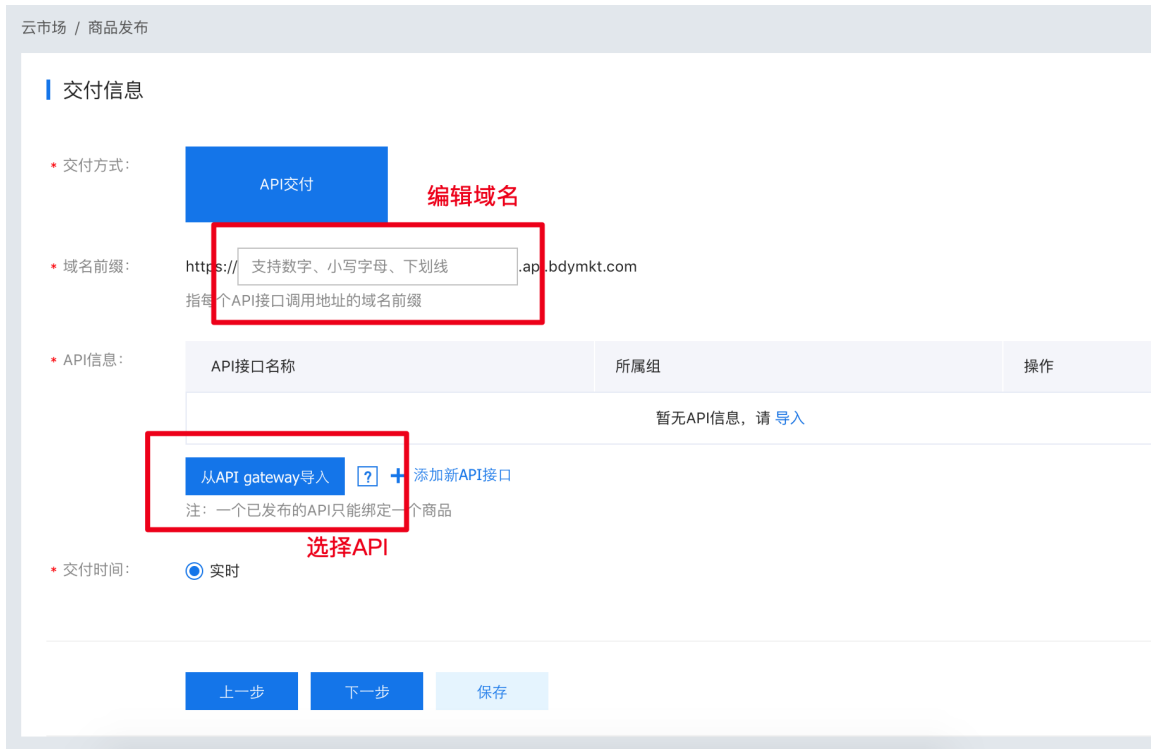 云市场 / 商品发布
交付信息
* 交付方式:
API交付
编辑域名
* 域名前缀:
https://
支持数字、小写字母、下划线
.api.bdymkt.com
指每个API接口调用地址的域名前缀
* API信息:
API接口名称
所属组
操作
暂无API信息，请 导入
从API gateway导入
?
+ 添加新API接口
注：一个已发布的API只能绑定一个商品
选择API
* 交付时间:
实时
上一步
下一步
保存